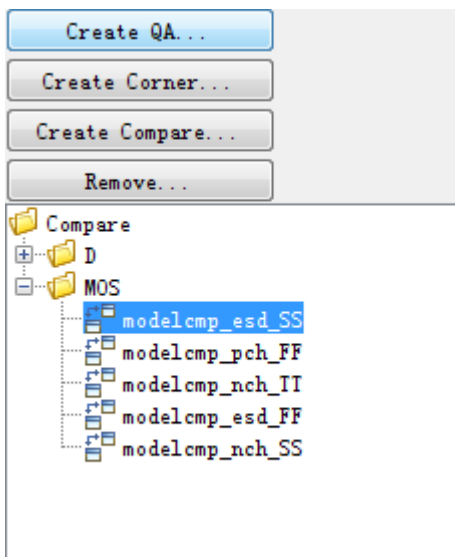 Create QA...
Create Corner...
Create Compare...
Remove...
Compare
D
MOS
modelcmp_esd_SS
modelcmp_pch_FF
modelcmp_nch_TT
modelcmp_esd_FF
modelcmp_nch_SS